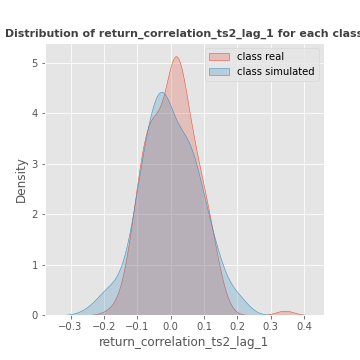 Distribution of return_correlation_ts2_lag_1 for each class
class real
class simulated
Density
5
4
3
2
1
0
−0.3 −0.2 −0.1 0.0 0.1 0.2 0.3 0.4
return_correlation_ts2_lag_1